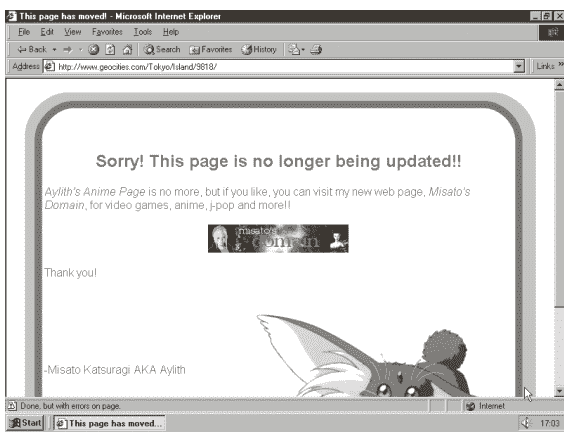 This page has moved! - Microsoft Internet Explorer
File Edit View Favorites Tools Help
Back Search Favorites History
Address http://www.geocities.com/Tokyo/Island/9818/ Links »
Sorry! This page is no longer being updated!!
Aylith's Anime Page is no more, but if you like, you can visit my new web page, Misato's
Domain, for video games, anime, j-pop and more!!
misato's
domain
Thank you!
-Misato Katsuragi AKA Aylith
Done, but with errors on page. Internet
Start This page has moved... 17:03